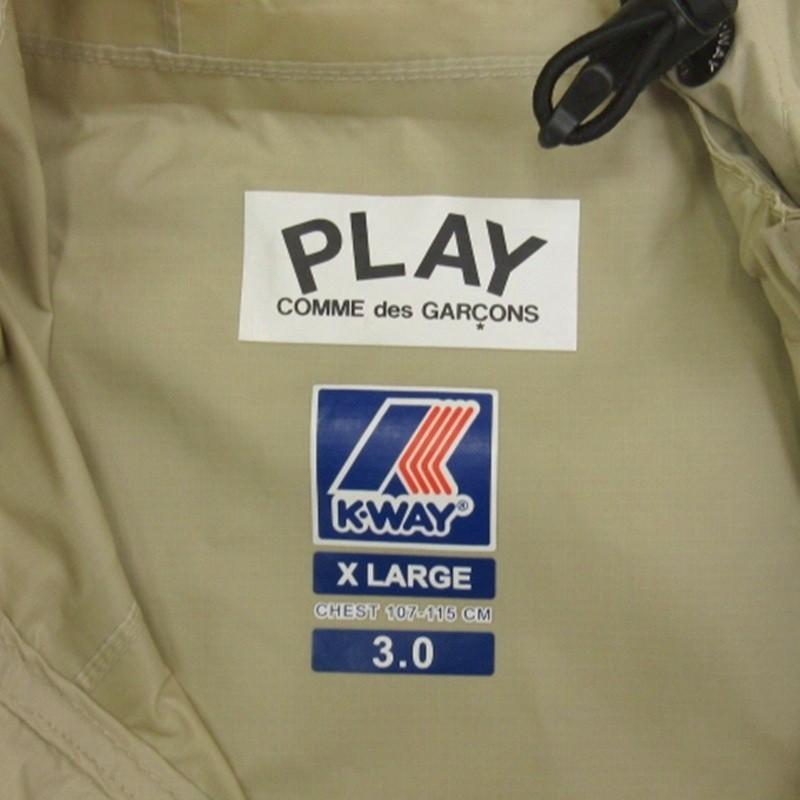 PLAY
COMME des GARÇONS
*
K·WAY®
X LARGE
CHEST 107-115 CM
3.0